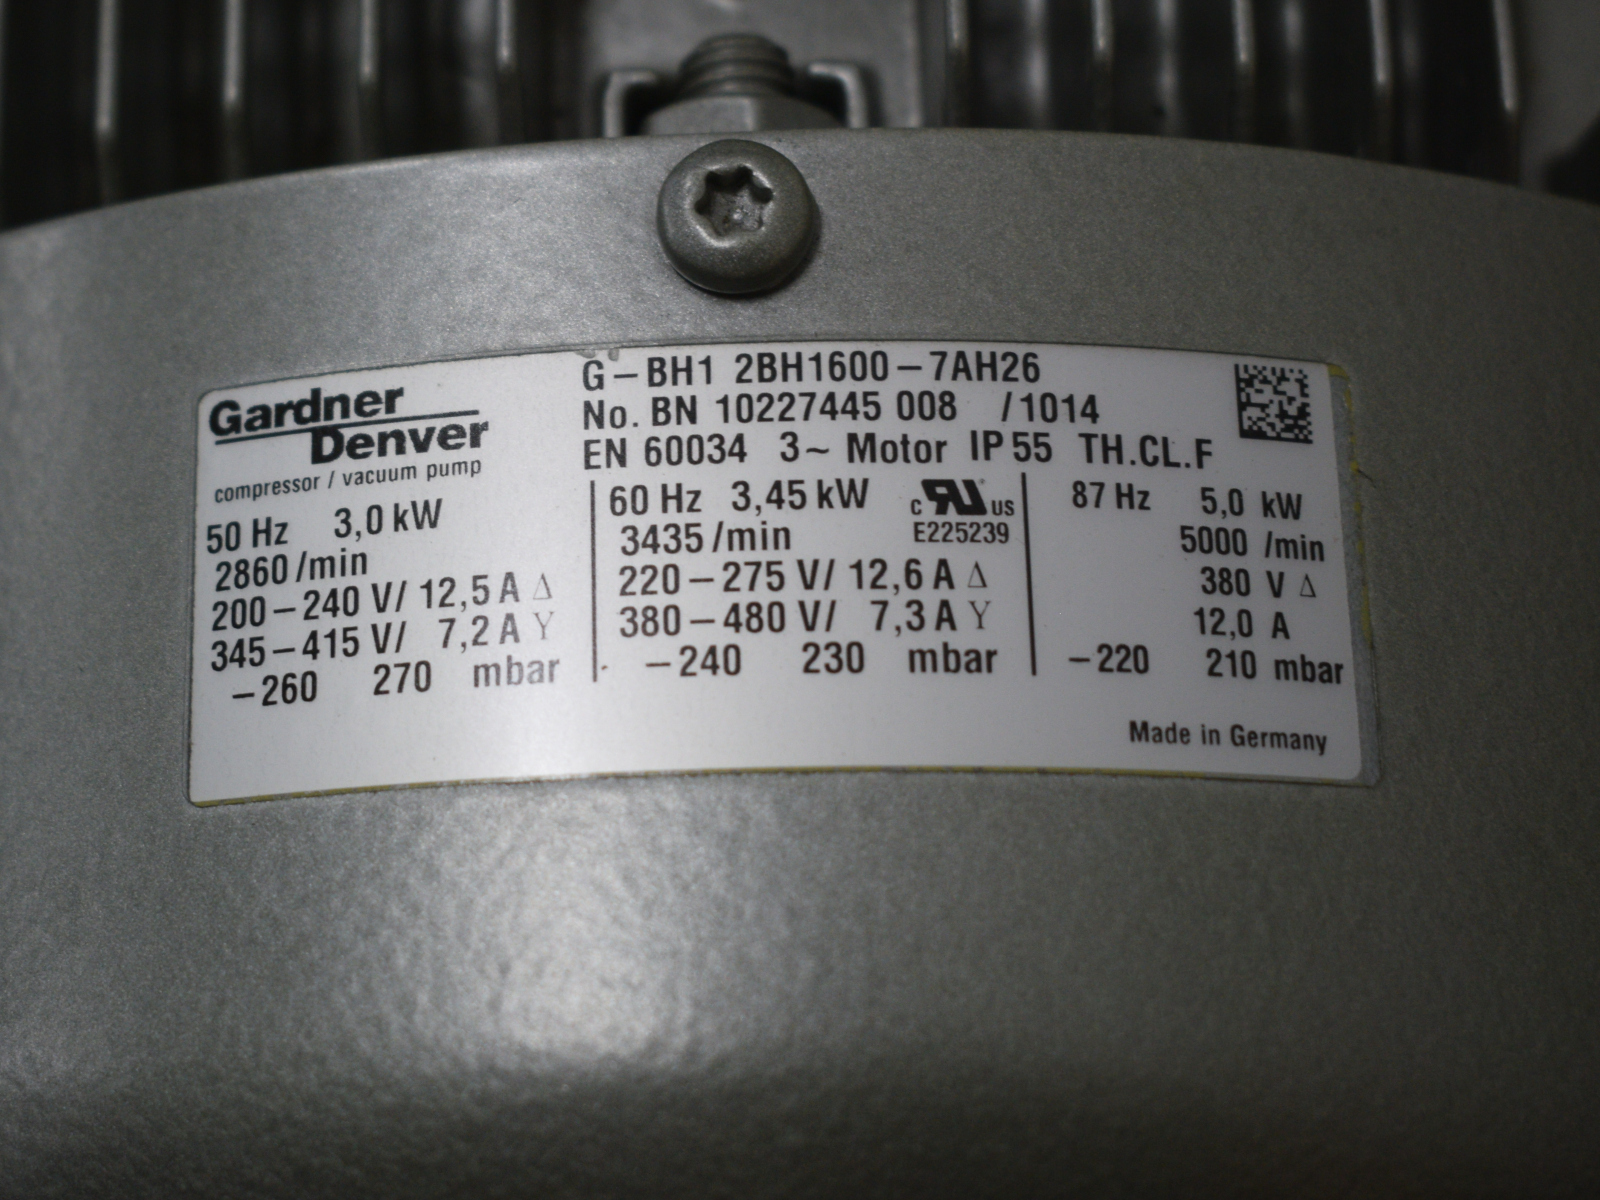 Gardner
Denver
compressor / vacuum pump
G–BH1 2BH1600–7AH26
No. BN 10227445 008 /1014
EN 60034 3~ Motor IP 55 TH.CL.F
50 Hz 3,0 kW
2860 /min
200–240 V/ 12,5 A Δ
345–415 V/ 7,2 A Y
–260 270 mbar
60 Hz 3,45 kW
3435 /min
220–275 V/ 12,6 A Δ
380–480 V/ 7,3 A Y
–240 230 mbar
c RU us
E225239
87 Hz 5,0 kW
5000 /min
380 V Δ
12,0 A
–220 210 mbar
Made in Germany